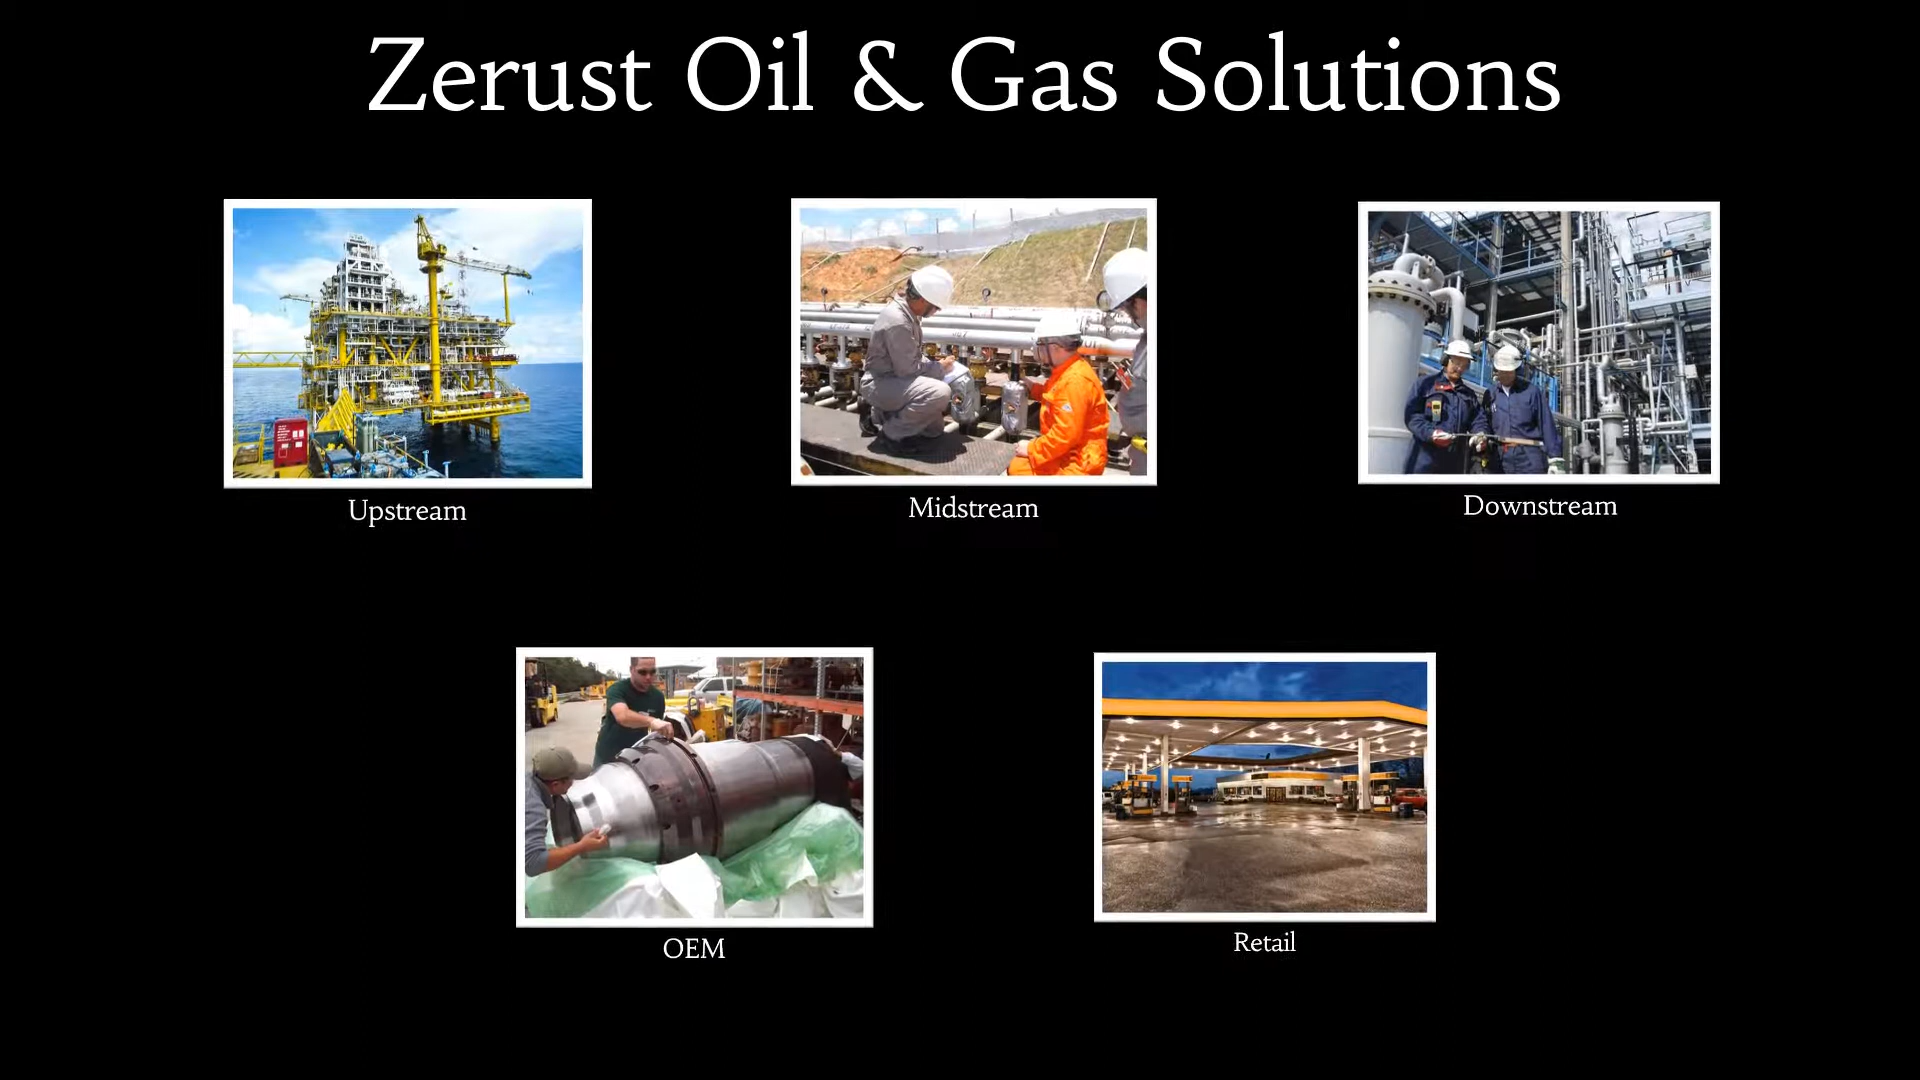 Zerust Oil & Gas Solutions
Upstream
Midstream
Downstream
OEM
Retail